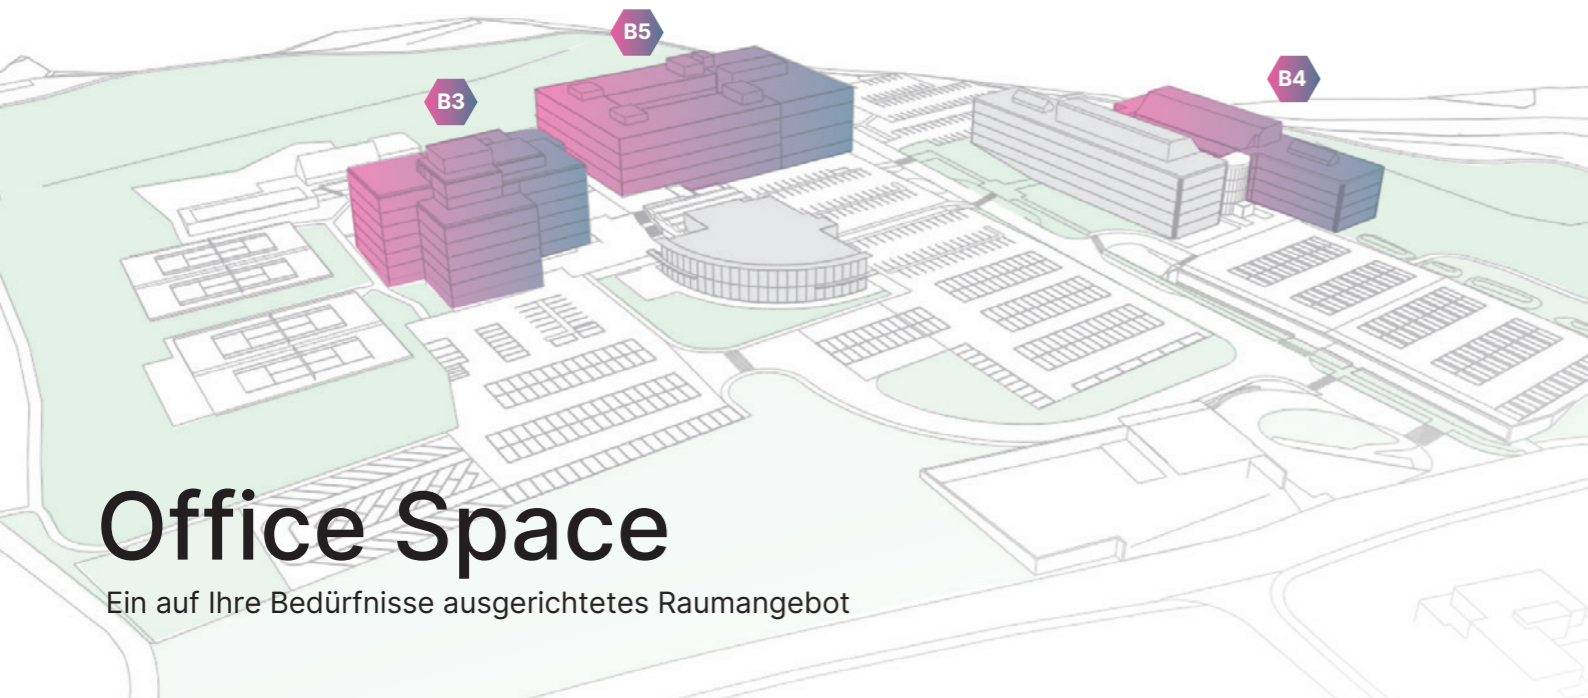 B5
B3
B4
Office Space
Ein auf Ihre Bedürfnisse ausgerichtetes Raumangebot